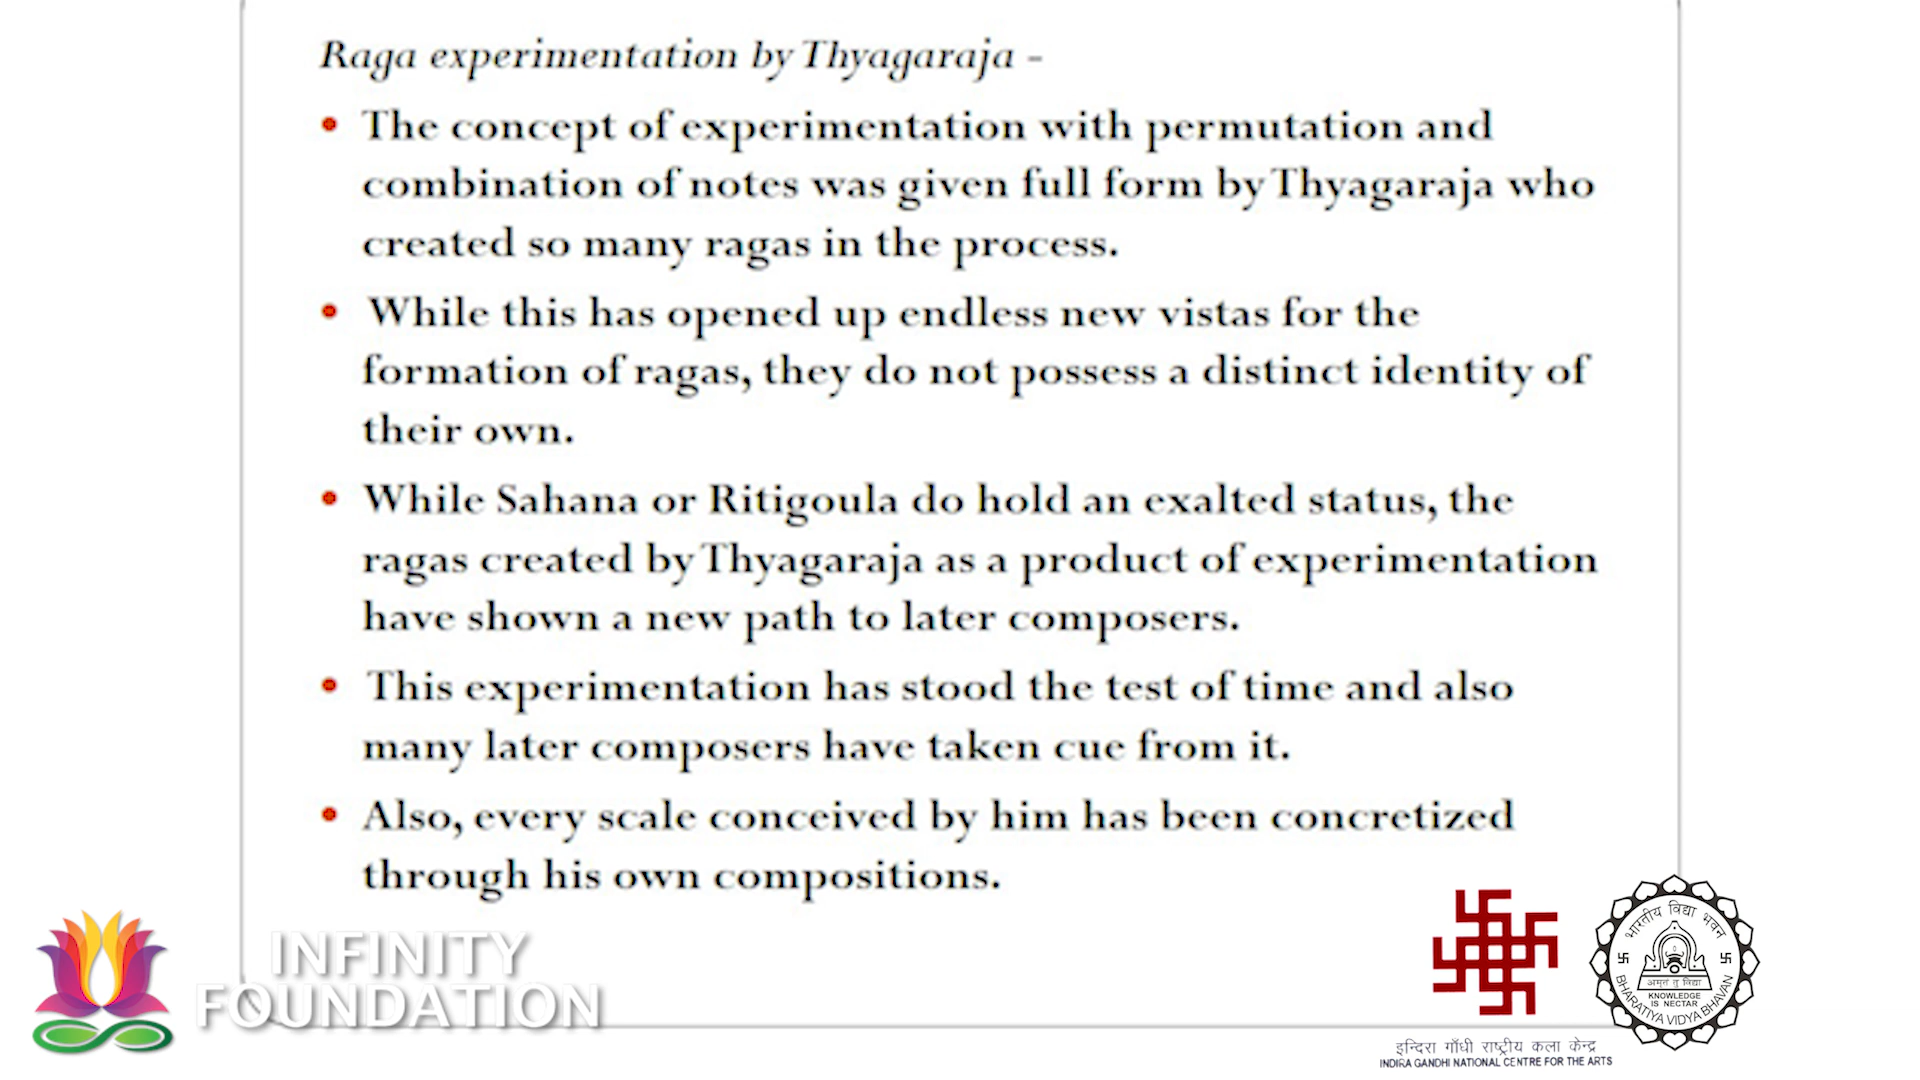 Raga experimentation by Thyagaraja -
• The concept of experimentation with permutation and
combination of notes was given full form by Thyagaraja who
created so many ragas in the process.
• While this has opened up endless new vistas for the
formation of ragas, they do not possess a distinct identity of
their own.
• While Sahana or Ritigoula do hold an exalted status, the
ragas created by Thyagaraja as a product of experimentation
have shown a new path to later composers.
• This experimentation has stood the test of time and also
many later composers have taken cue from it.
• Also, every scale conceived by him has been concretized
through his own compositions.
INFINITY
FOUNDATION
इन्दिरा गाँधी राष्ट्रीय कला केन्द्र
INDIRA GANDHI NATIONAL CENTRE FOR THE ARTS
भारतीय विद्या भवन
अमृतं तु विद्या
KNOWLEDGE
IS NECTAR
BHARATIYA VIDYA BHAVAN